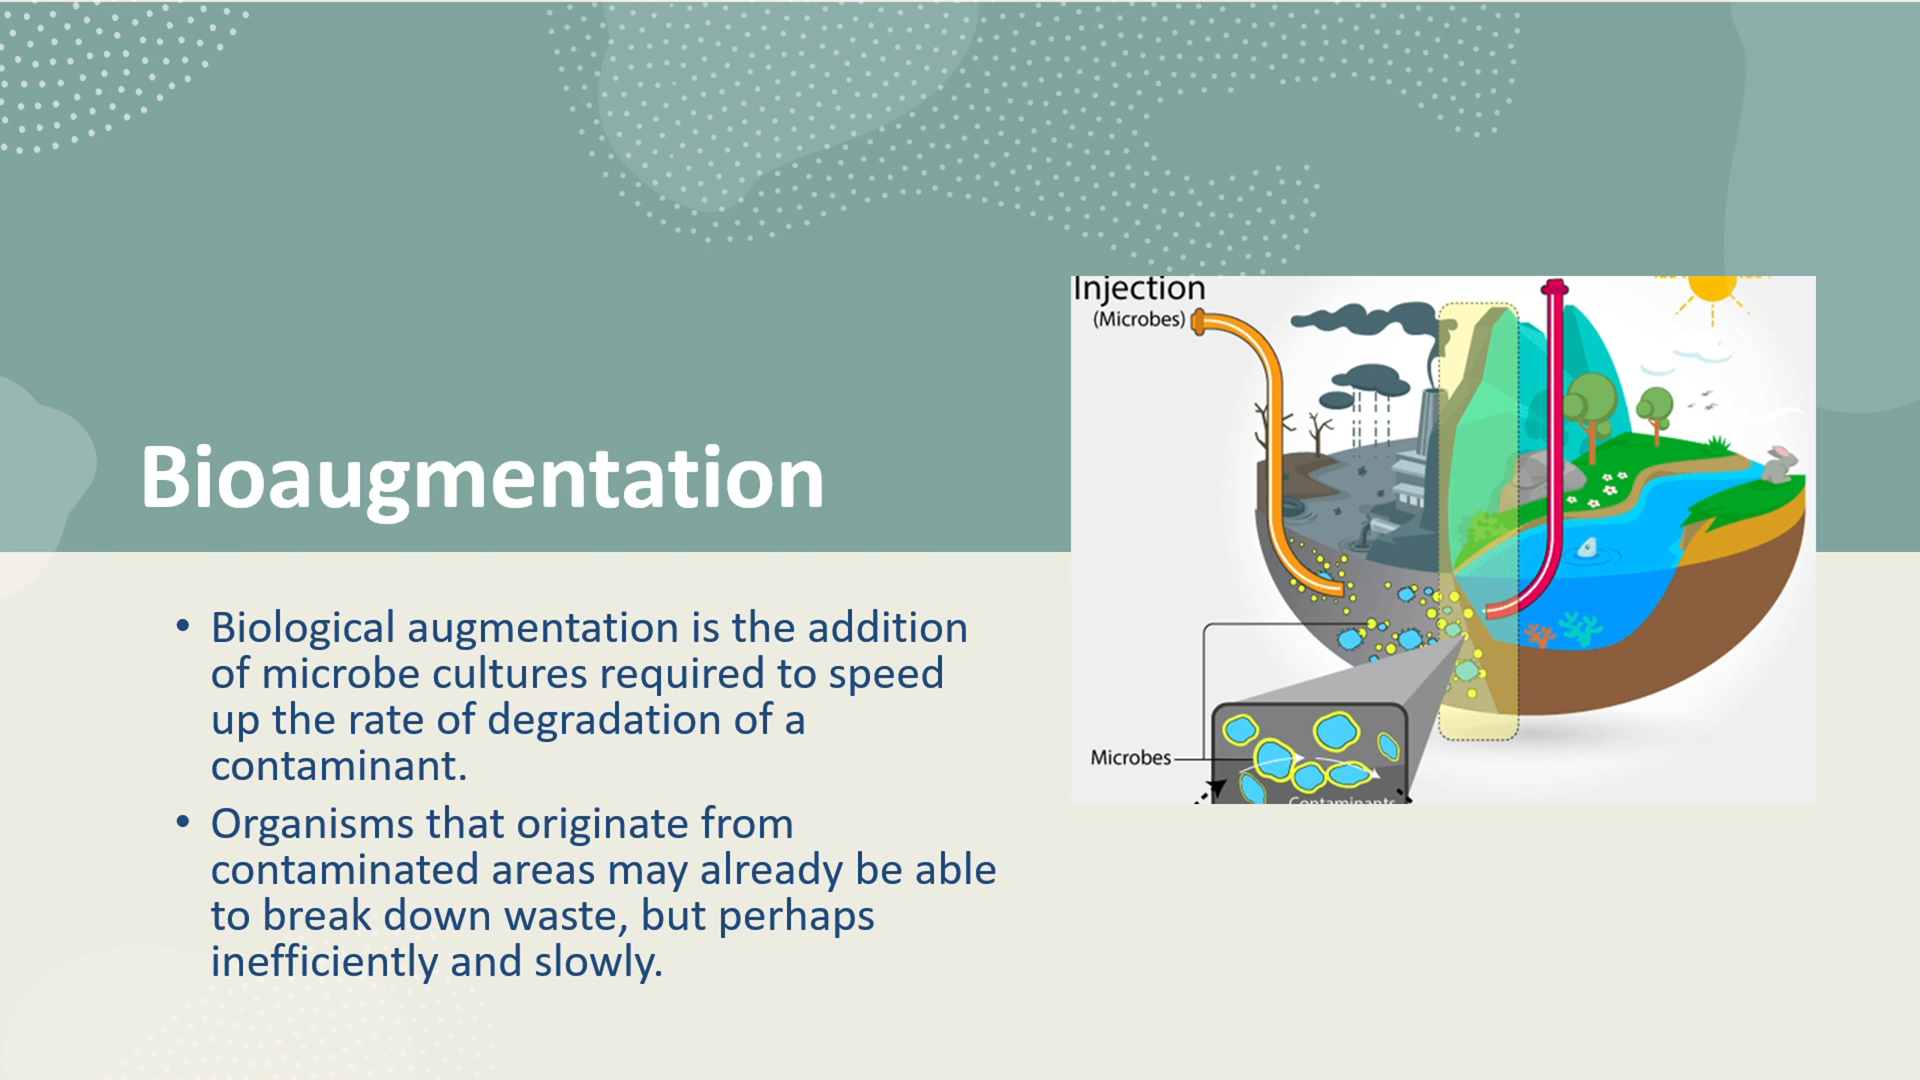 Bioaugmentation
• Biological augmentation is the addition
of microbe cultures required to speed
up the rate of degradation of a
contaminant.
• Organisms that originate from
contaminated areas may already be able
to break down waste, but perhaps
inefficiently and slowly.
Injection
(Microbes)
Microbes
Contaminants